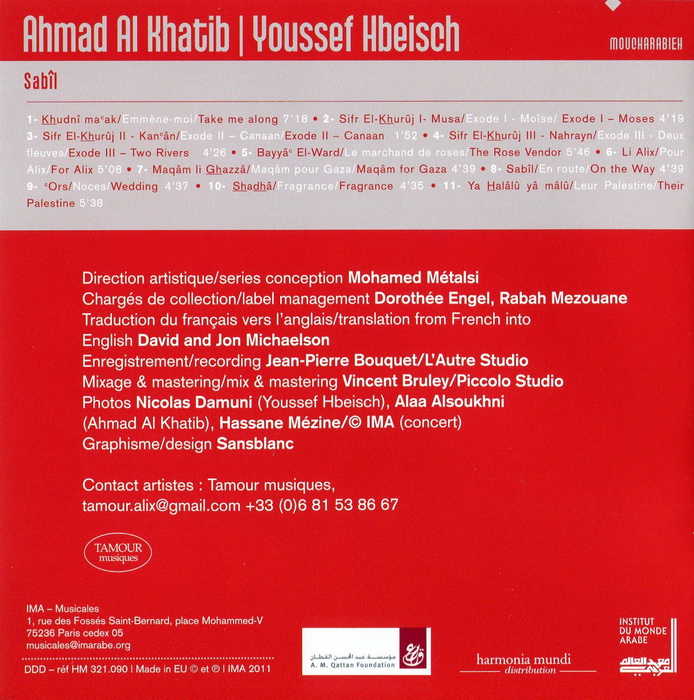 Ahmad Al Khatib | Youssef Hbeisch
MOUCHARABIEH
Sabîl
1- Khudnî maᶜak/Emmène-moi/Take me along 7'18 • 2- Sifr El-Khurûj I- Musa/Exode I - Moïse/ Exode I – Moses 4'19
3- Sifr El-Khurûj II - Kanᶜân/Exode II – Canaan/Exode II – Canaan 1'52 • 4- Sifr El-Khurûj III - Nahrayn/Exode III - Deux
fleuves/Exode III – Two Rivers 4'26 • 5- Bayyâᶜ El-Ward/Le marchand de roses/The Rose Vendor 5'46 • 6- Li Alix/Pour
Alix/For Alix 5'08 • 7- Maqâm li Ghazzâ/Maqâm pour Gaza/Maqâm for Gaza 4'39 • 8- Sabîl/En route/On the Way 4'39
9- ᶜOrs/Noces/Wedding 4'37 • 10- Shadhâ/Fragrance/Fragrance 4'35 • 11- Ya Halâlû yâ mâlû/Leur Palestine/Their
Palestine 5'38
Direction artistique/series conception Mohamed Métalsi
Chargés de collection/label management Dorothée Engel, Rabah Mezouane
Traduction du français vers l'anglais/translation from French into
English David and Jon Michaelson
Enregistrement/recording Jean-Pierre Bouquet/L'Autre Studio
Mixage & mastering/mix & mastering Vincent Bruley/Piccolo Studio
Photos Nicolas Damuni (Youssef Hbeisch), Alaa Alsoukhni
(Ahmad Al Khatib), Hassane Mézine/© IMA (concert)
Graphisme/design Sansblanc
Contact artistes : Tamour musiques,
tamour.alix@gmail.com +33 (0)6 81 53 86 67
TAMOUR
musiques
IMA – Musicales
1, rue des Fossés Saint-Bernard, place Mohammed-V
75236 Paris cedex 05
musicales@imarabe.org
DDD – réf HM 321.090 | Made in EU © et ℗ | IMA 2011
مؤسسة عبد المحسن القطان
A. M. Qattan Foundation
harmonia mundi
distribution
INSTITUT
DU MONDE
ARABE
معهد العالم العربي